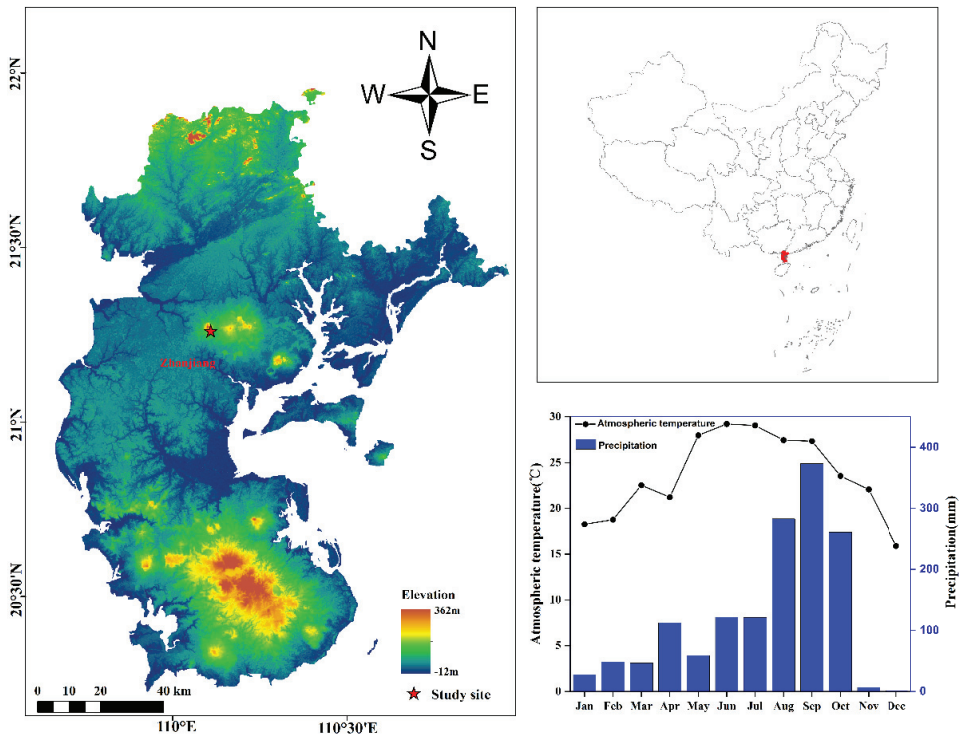 N
W
E
S
22°N
21°30'N
21°N
20°30'N
Zhanjiang
Elevation
362m
-12m
Study site
0 5 10 20 30 40 km
110°E
110°30'E
Atmospheric temperature
Precipitation
Atmospheric temperature(℃)
30
25
20
15
10
5
0
Precipitation(mm)
400
300
200
100
0
Jan Feb Mar Apr May Jun Jul Aug Sep Oct Nov Dec